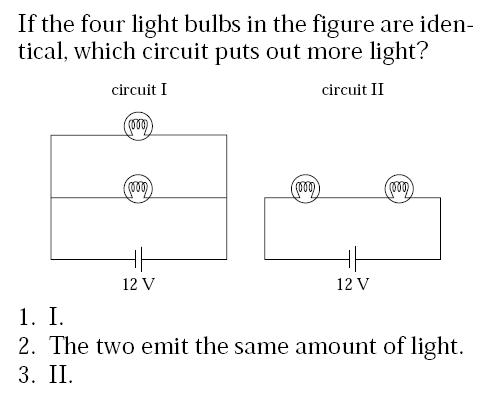 If the four light bulbs in the figure are iden-
tical, which circuit puts out more light?
circuit I
circuit II
12 V
12 V
1. I.
2. The two emit the same amount of light.
3. II.